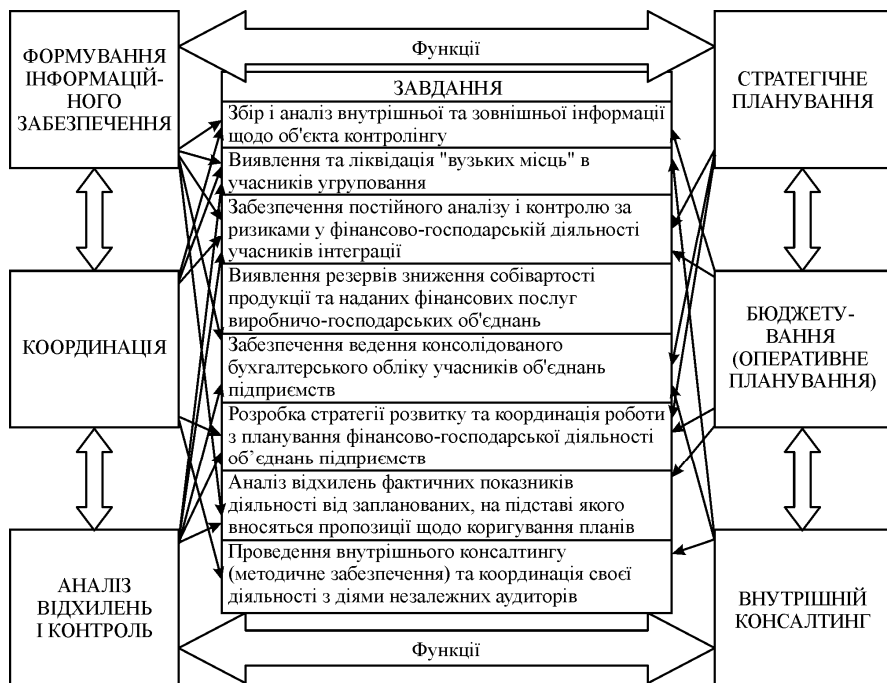 ФОРМУВАННЯ
ІНФОРМАЦІЙ-
НОГО
ЗАБЕЗПЕЧЕННЯ
Функції
СТРАТЕГІЧНЕ
ПЛАНУВАННЯ
ЗАВДАННЯ
Збір і аналіз внутрішньої та зовнішньої інформації
щодо об'єкта контролінгу
Виявлення та ліквідація "вузьких місць" в
учасників угруповання
Забезпечення постійного аналізу і контролю за
ризиками у фінансово-господарській діяльності
учасників інтеграції
Виявлення резервів зниження собівартості
продукції та наданих фінансових послуг
виробничо-господарських об'єднань
Забезпечення ведення консолідованого
бухгалтерського обліку учасників об'єднань
підприємств
Розробка стратегії розвитку та координація роботи
з планування фінансово-господарської діяльності
об’єднань підприємств
Аналіз відхилень фактичних показників
діяльності від запланованих, на підставі якого
вносяться пропозиції щодо коригування планів
Проведення внутрішнього консалтингу
(методичне забезпечення) та координація своєї
діяльності з діями незалежних аудиторів
КООРДИНАЦІЯ
БЮДЖЕТУ-
ВАННЯ
(ОПЕРАТИВНЕ
ПЛАНУВАННЯ)
АНАЛІЗ
ВІДХИЛЕНЬ
І КОНТРОЛЬ
Функції
ВНУТРІШНІЙ
КОНСАЛТИНГ